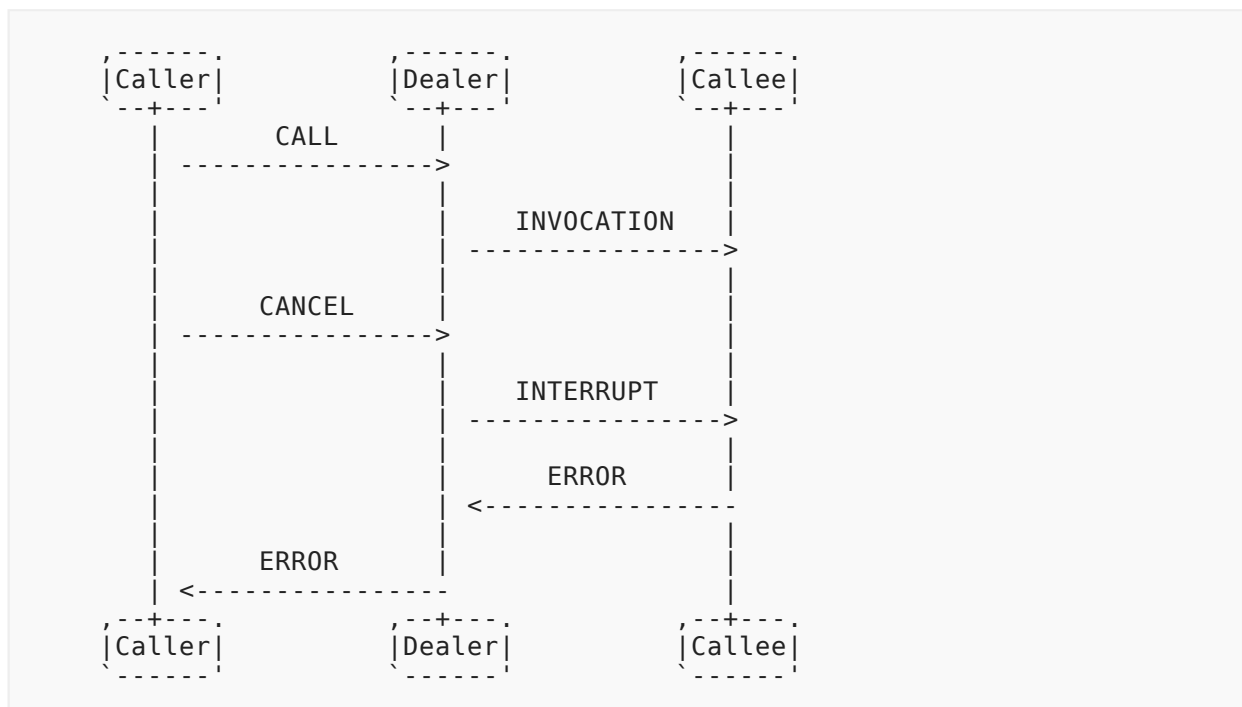 ,------.          ,------.          ,------.
|Caller|          |Dealer|          |Callee|
`--+---'          `--+---'          `--+---'
   |       CALL      |                 |
   | ---------------->                 |
   |                 |                 |
   |                 |    INVOCATION   |
   |                 | ---------------->
   |                 |                 |
   |      CANCEL     |                 |
   | ---------------->                 |
   |                 |                 |
   |                 |    INTERRUPT    |
   |                 | ---------------->
   |                 |                 |
   |                 |      ERROR      |
   |                 | <----------------
   |                 |                 |
   |      ERROR      |                 |
   | <----------------                 |
,--+---.          ,--+---.          ,--+---.
|Caller|          |Dealer|          |Callee|
`------'          `------'          `------'